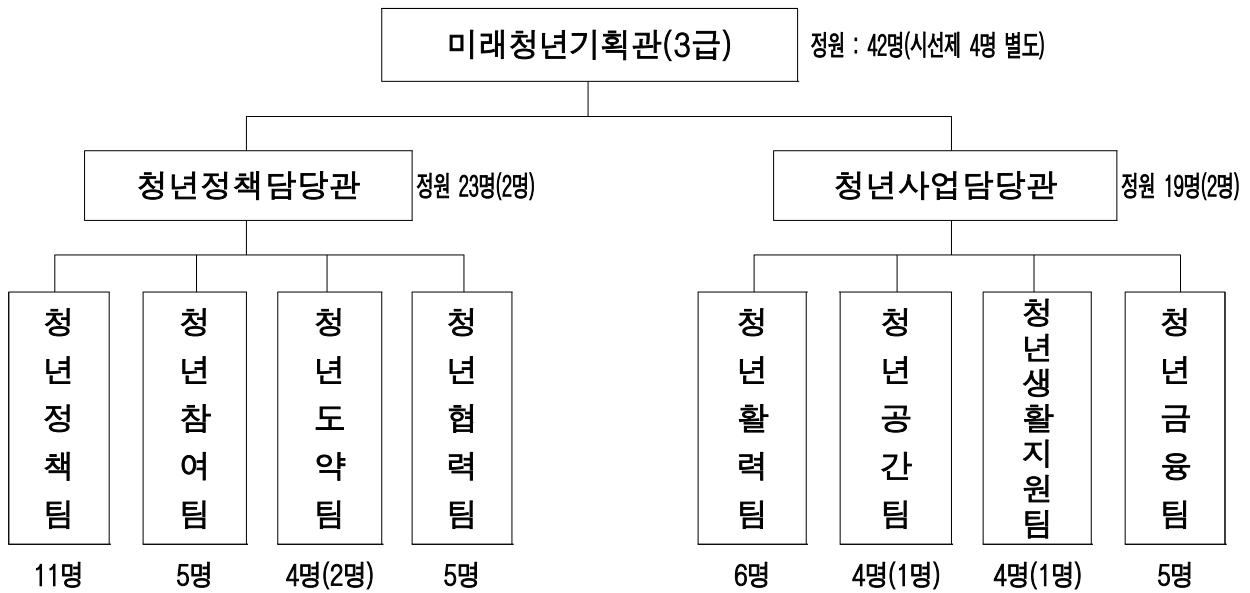 미래청년기획관(3급)
정원 : 42명(시선제 4명 별도)
청년정책담당관
정원 23명(2명)
청년사업담당관
정원 19명(2명)
청년정책팀
청년참여팀
청년도약팀
청년협력팀
청년활력팀
청년공간팀
청년생활지원팀
청년금융팀
11명
5명
4명(2명)
5명
6명
4명(1명)
4명(1명)
5명